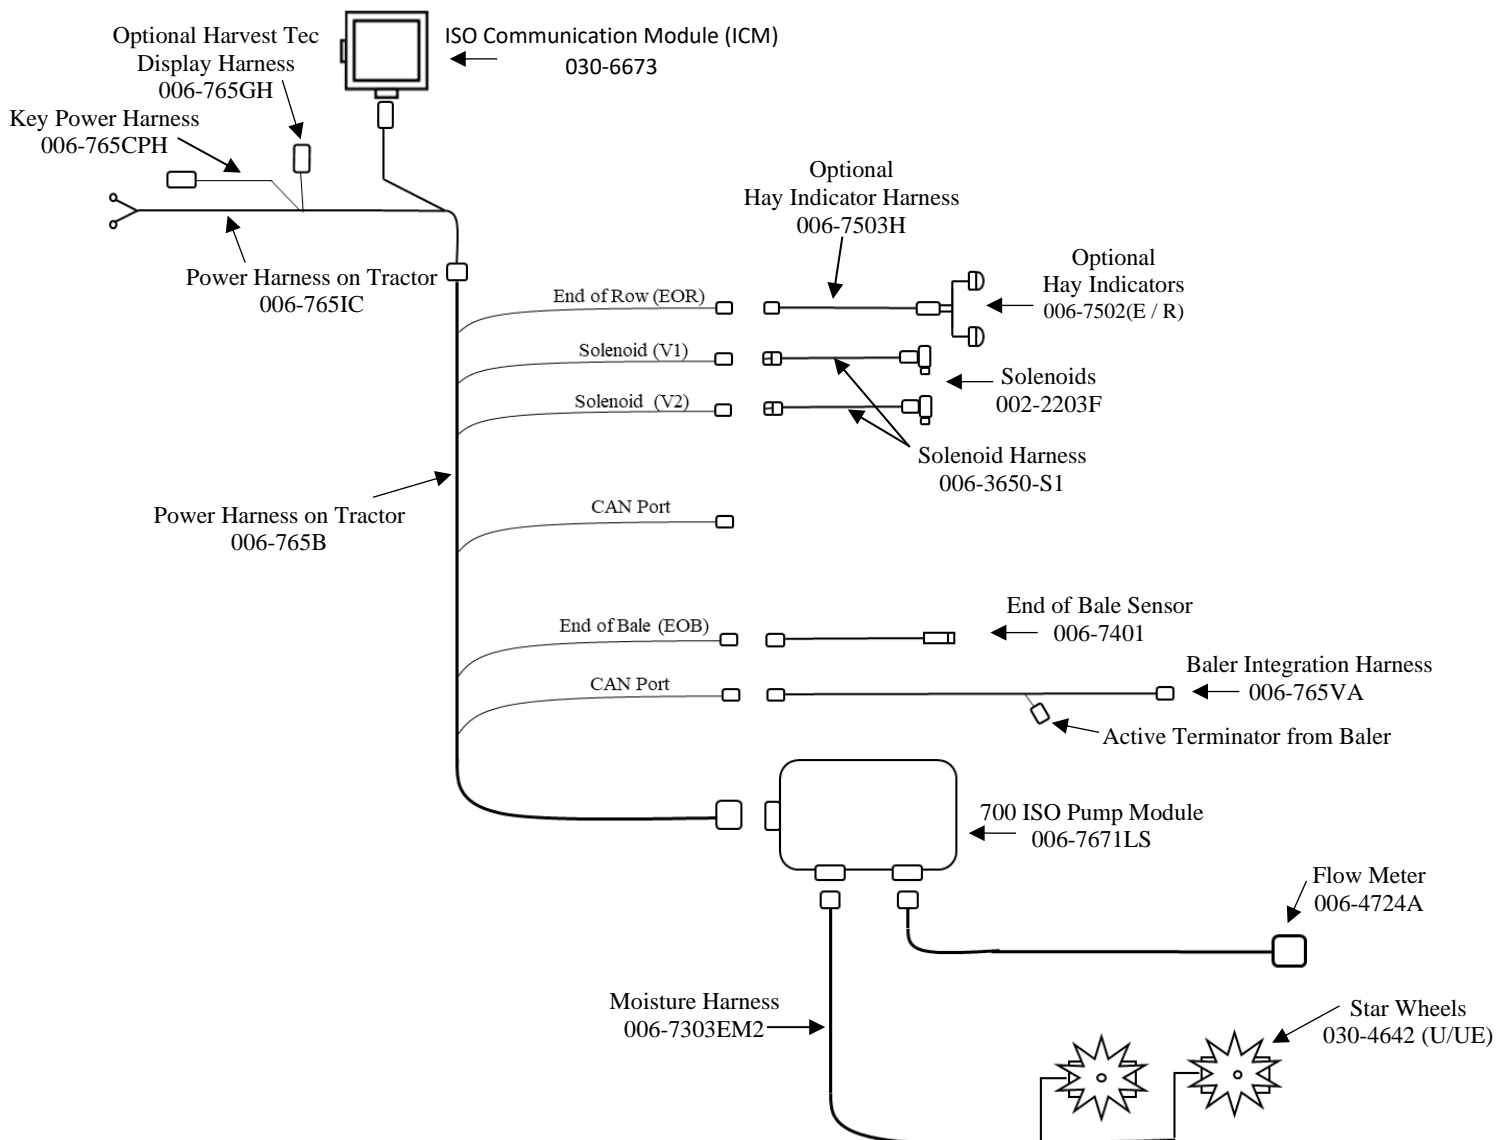 Optional Harvest Tec
Display Harness
006-765GH
ISO Communication Module (ICM)
030-6673
Key Power Harness
006-765CPH
Power Harness on Tractor
006-765IC
Optional
Hay Indicator Harness
006-7503H
Optional
Hay Indicators
006-7502(E / R)
End of Row (EOR)
Solenoid (V1)
Solenoid (V2)
Solenoids
002-2203F
Solenoid Harness
006-3650-S1
Power Harness on Tractor
006-765B
CAN Port
End of Bale (EOB)
End of Bale Sensor
006-7401
CAN Port
Baler Integration Harness
006-765VA
Active Terminator from Baler
700 ISO Pump Module
006-7671LS
Flow Meter
006-4724A
Moisture Harness
006-7303EM2
Star Wheels
030-4642 (U/UE)